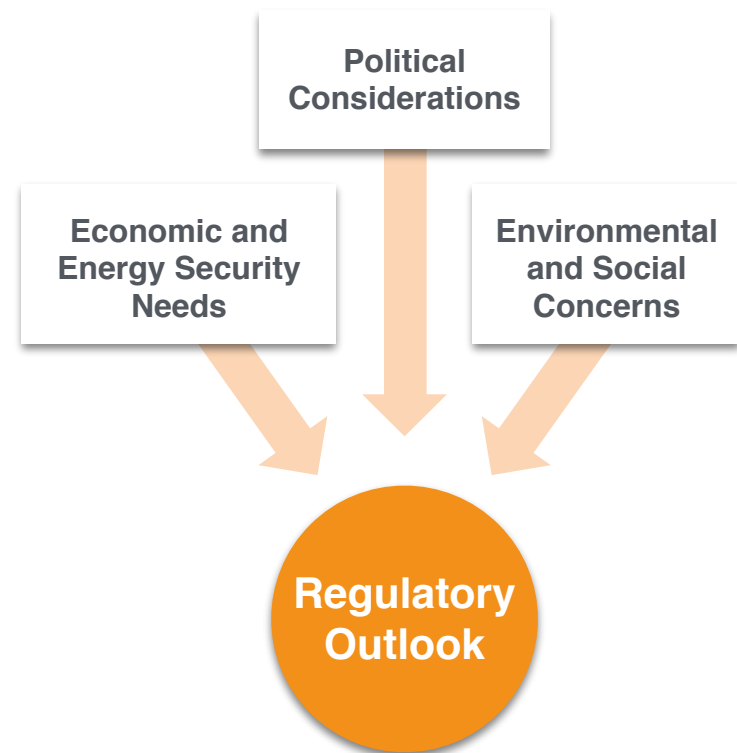 Political
Considerations
Economic and
Energy Security
Needs
Environmental
and Social
Concerns
Regulatory
Outlook